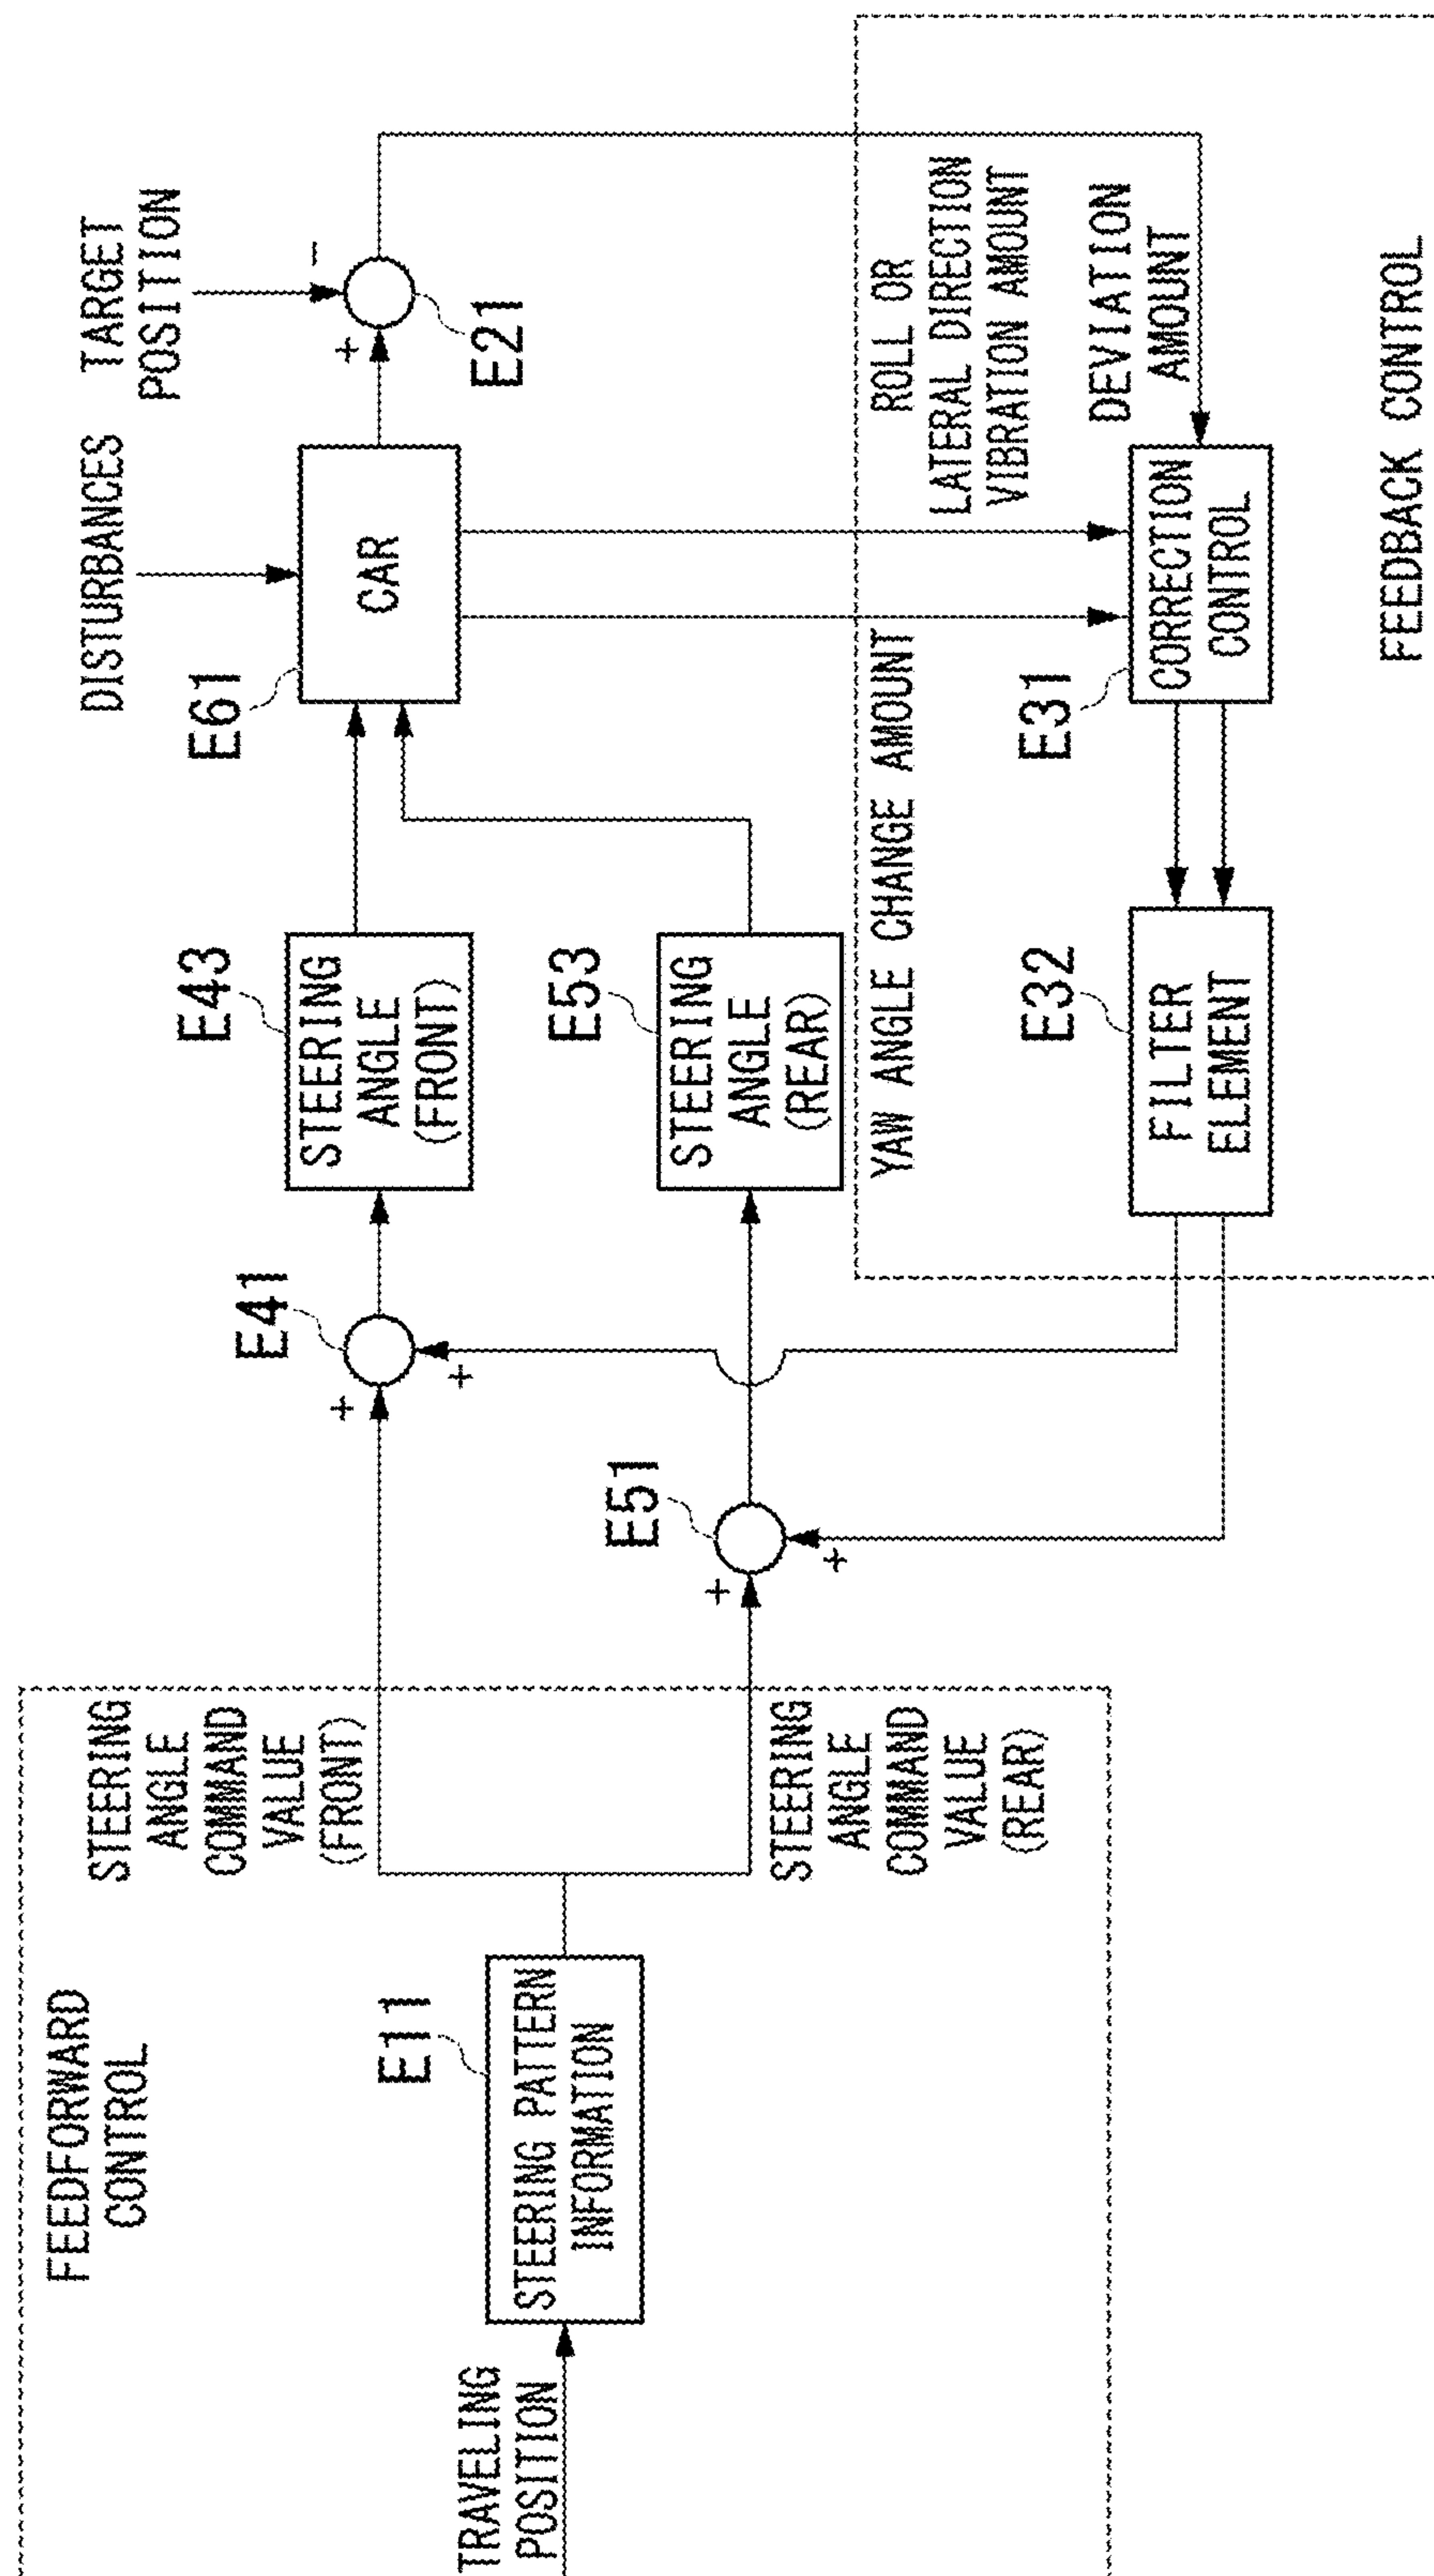 FEEDFORWARD
CONTROL
TRAVELING
POSITION
E11
STEERING PATTERN
INFORMATION
STEERING
ANGLE
COMMAND
VALUE
(FRONT)
STEERING
ANGLE
COMMAND
VALUE
(REAR)
+
+
E41
+
+
E51
E43
STEERING
ANGLE
(FRONT)
E53
STEERING
ANGLE
(REAR)
DISTURBANCES
E61
CAR
TARGET
POSITION
+
−
E21
YAW ANGLE CHANGE AMOUNT
ROLL OR
LATERAL DIRECTION
VIBRATION AMOUNT
DEVIATION
AMOUNT
E32
FILTER
ELEMENT
E31
CORRECTION
CONTROL
FEEDBACK CONTROL